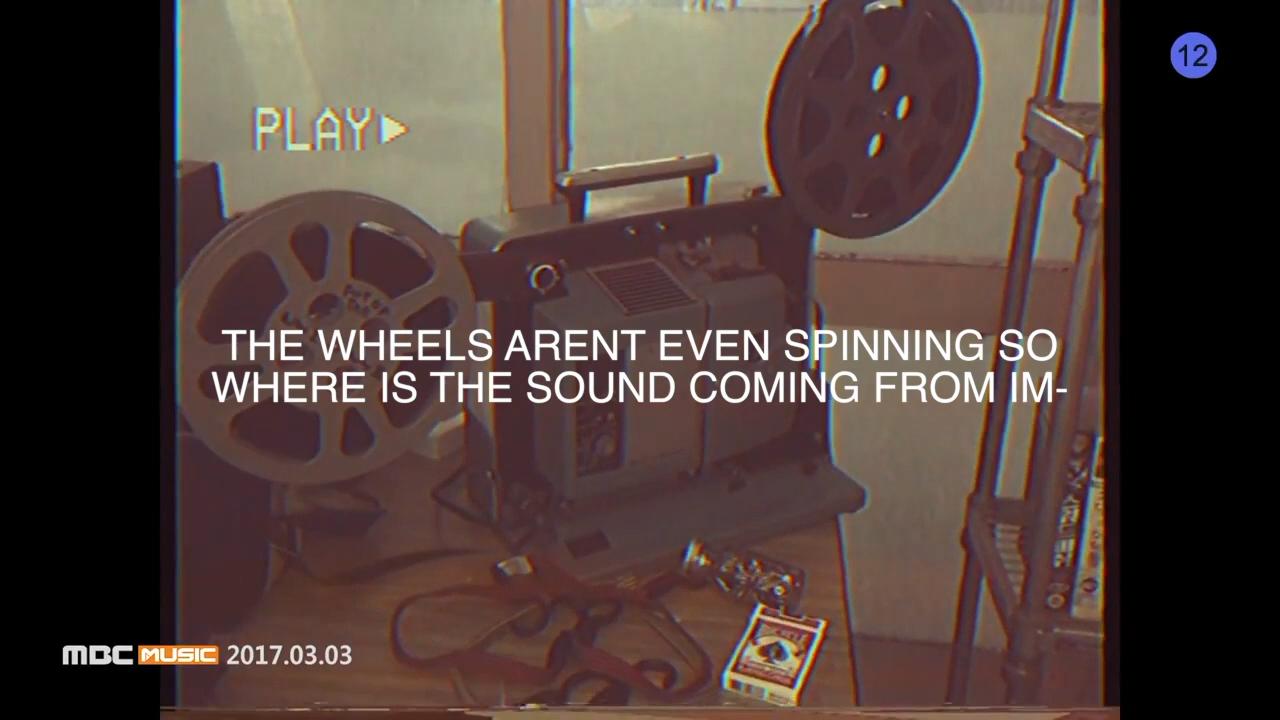 12
PLAY
THE WHEELS ARENT EVEN SPINNING SO
WHERE IS THE SOUND COMING FROM IM-
BICYCLE
MBC MUSIC 2017.03.03